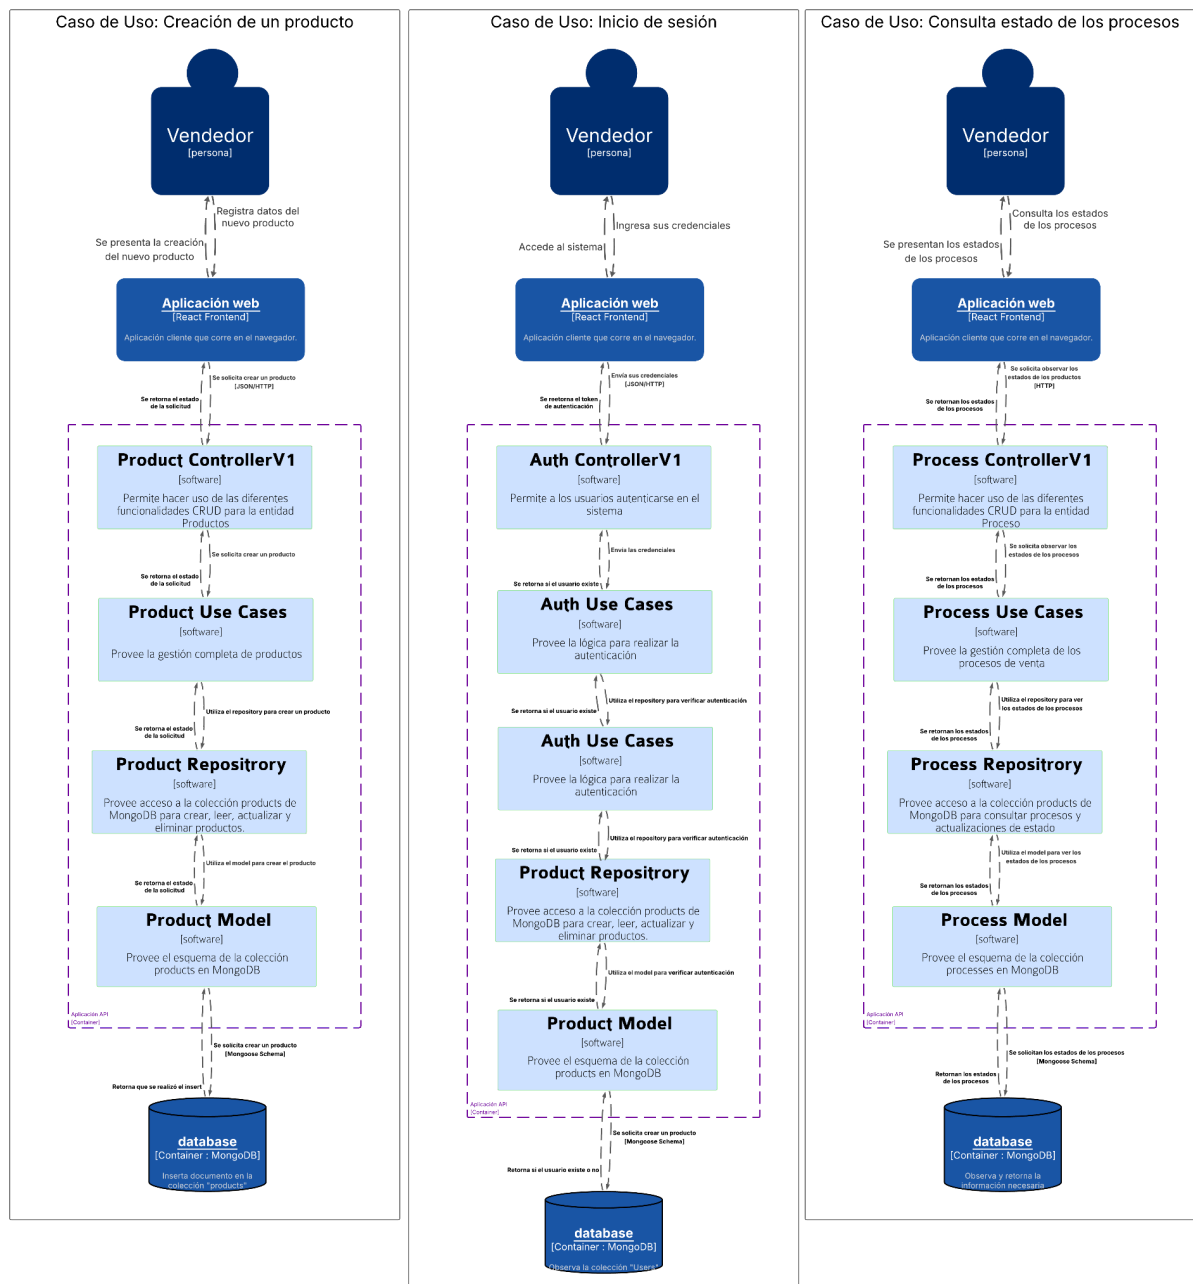 Caso de Uso: Creación de un producto
Vendedor
[persona]
Registra datos del
nuevo producto
Se presenta la creación
del nuevo producto
Aplicación web
[React Frontend]
Aplicación cliente que corre en el navegador.
Se solicita crear un producto
[JSON/HTTP]
Se retorna el estado
de la solicitud
Product ControllerV1
[software]
Permite hacer uso de las diferentes
funcionalidades CRUD para la entidad
Productos
Se solicita crear un producto
Se retorna el estado
de la solicitud
Product Use Cases
[software]
Provee la gestión completa de productos
Utiliza el repository para crear un producto
Se retorna el estado
de la solicitud
Product Repositrory
[software]
Provee acceso a la colección products de
MongoDB para crear, leer, actualizar y
eliminar productos.
Utiliza el model para crear el producto
Se retorna el estado
de la solicitud
Product Model
[software]
Provee el esquema de la colección
products en MongoDB
Aplicación API
[Container]
Se solicita crear un producto
[Mongoose Schema]
Retorna que se realizó el insert
database
[Container : MongoDB]
Inserta documento en la
colección "products"
Caso de Uso: Inicio de sesión
Vendedor
[persona]
Ingresa sus credenciales
Accede al sistema
Aplicación web
[React Frontend]
Aplicación cliente que corre en el navegador.
Envía sus credenciales
[JSON/HTTP]
Se reetorna el token
de autenticación
Auth ControllerV1
[software]
Permite a los usuarios autenticarse en el
sistema
Envia las credenciales
Se retorna si el usuario existe
Auth Use Cases
[software]
Provee la lógica para realizar la
autenticación
Utiliza el repository para verificar autenticación
Se retorna si el usuario existe
Auth Use Cases
[software]
Provee la lógica para realizar la
autenticación
Utiliza el repository para verificar autenticación
Se retorna si el usuario existe
Product Repositrory
[software]
Provee acceso a la colección products de
MongoDB para crear, leer, actualizar y
eliminar productos.
Utiliza el model para verificar autenticación
Se retorna si el usuario existe
Product Model
[software]
Provee el esquema de la colección
products en MongoDB
Aplicación API
[Container]
Se solicita crear un producto
[Mongoose Schema]
Retorna si el usuario existe o no
database
[Container : MongoDB]
Observa la colección "Users"
Caso de Uso: Consulta estado de los procesos
Vendedor
[persona]
Consulta los estados
de los procesos
Se presentan los estados
de los procesos
Aplicación web
[React Frontend]
Aplicación cliente que corre en el navegador.
Se solicita observar los
estados de los productos
[HTTP]
Se retornan los estados
de los procesos
Process ControllerV1
[software]
Permite hacer uso de las diferentes
funcionalidades CRUD para la entidad
Proceso
Se solicita observar los
estados de los procesos
Se retornan los estados
de los procesos
Process Use Cases
[software]
Provee la gestión completa de los
procesos de venta
Utiliza el repository para ver
los estados de los procesos
Se retornan los estados
de los procesos
Process Repositrory
[software]
Provee acceso a la colección products de
MongoDB para consultar procesos y
actualizaciones de estado
Utiliza el model para ver los
estados de los procesos
Se retornan los estados
de los procesos
Process Model
[software]
Provee el esquema de la colección
processes en MongoDB
Aplicación API
[Container]
Se solicitan los estados de los procesos
[Mongoose Schema]
Retornan los estados
de los procesos
database
[Container : MongoDB]
Observa y retorna la
información necesaria